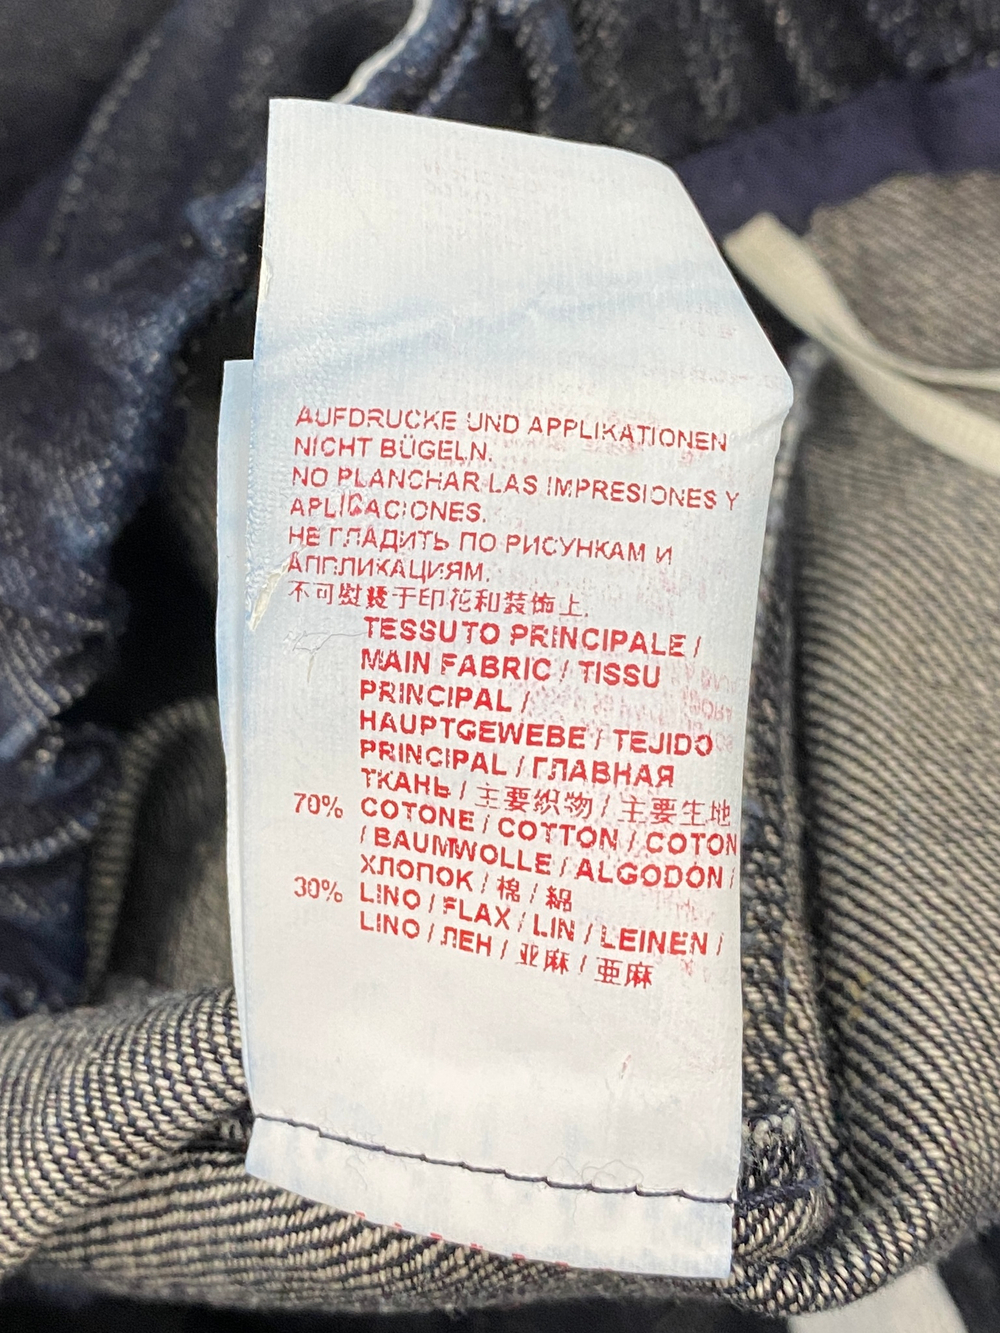 AUFDRUCKE UND APPLIKATIONEN
NICHT BÜGELN.
NO PLANCHAR LAS IMPRESIONES Y
APLICACIONES.
НЕ ГЛАДИТЬ ПО РИСУНКАМ И
АППЛИКАЦИЯМ.
不可熨烫于印花和装饰上.
TESSUTO PRINCIPALE /
MAIN FABRIC / TISSU
PRINCIPAL /
HAUPTGEWEBE / TEJIDO
PRINCIPAL / ГЛАВНАЯ
ТКАНЬ / 主要织物 / 主要生地
70% COTONE / COTTON / COTON
/ BAUMWOLLE / ALGODÓN /
ХЛОПОК / 棉 / 綿
30% LINO / FLAX / LIN / LEINEN /
LINO / ЛЕН / 亚麻 / 亜麻